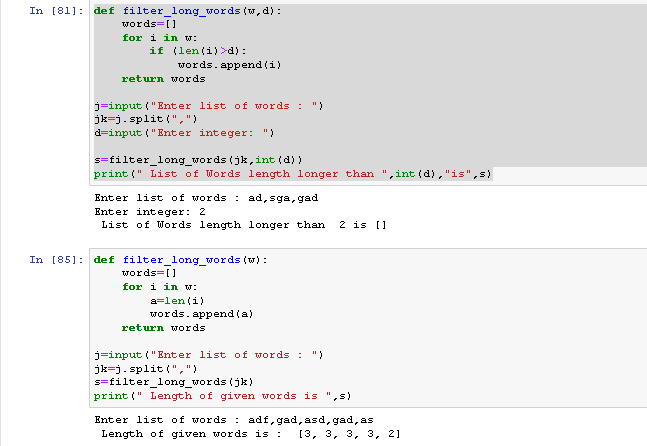 In [81]: def filter_long_words(w,d):
words=[]
for i in w:
if (len(i)>d):
words.append(i)
return words
j=input("Enter list of words : ")
jk=j.split(",")
d=input("Enter integer: ")
s=filter_long_words(jk,int(d))
print(" List of Words length longer than ",int(d),"is",s)
Enter list of words : ad,sga,gad
Enter integer: 2
List of Words length longer than  2 is []
In [85]: def filter_long_words(w):
words=[]
for i in w:
a=len(i)
words.append(a)
return words
j=input("Enter list of words : ")
jk=j.split(",")
s=filter_long_words(jk)
print(" Length of given words is ",s)
Enter list of words : adf,gad,asd,gad,as
Length of given words is :  [3, 3, 3, 3, 2]